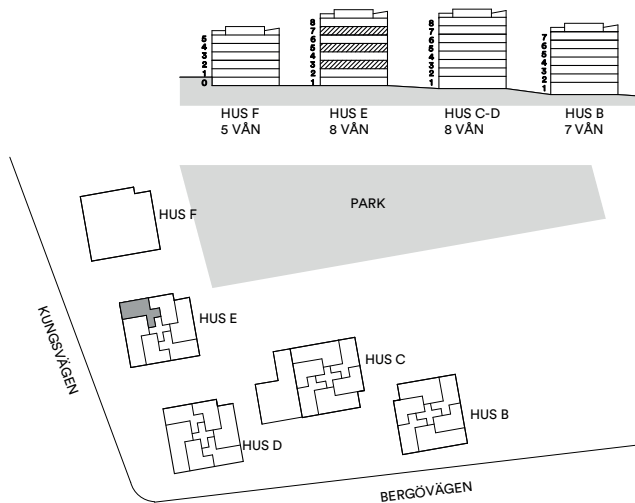 5
4
3
2
1
0
8
7
6
5
4
3
2
1
8
7
6
5
4
3
2
1
7
6
5
4
3
2
1
HUS F
5 VÅN
HUS E
8 VÅN
HUS C-D
8 VÅN
HUS B
7 VÅN
PARK
HUS F
HUS E
KUNGSVÄGEN
HUS C
HUS B
HUS D
BERGÖVÄGEN